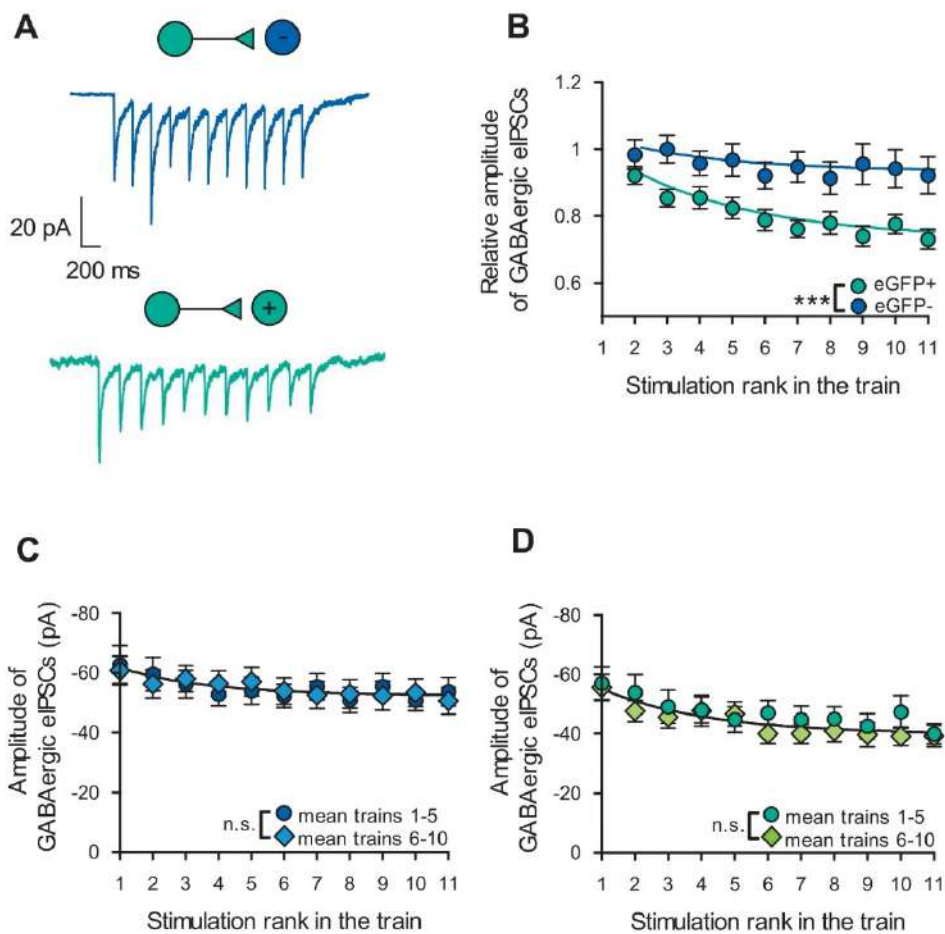 A
-
20 pA
200 ms
+
B
Relative amplitude
of GABAergic eIPSCs
1.2
1
0.8
0.6
eGFP+
***
eGFP-
1 2 3 4 5 6 7 8 9 10 11
Stimulation rank in the train
C
Amplitude of
GABAergic eIPSCs (pA)
-80
-60
-40
-20
0
n.s.
mean trains 1-5
mean trains 6-10
1 2 3 4 5 6 7 8 9 10 11
Stimulation rank in the train
D
Amplitude of
GABAergic eIPSCs (pA)
-80
-60
-40
-20
0
n.s.
mean trains 1-5
mean trains 6-10
1 2 3 4 5 6 7 8 9 10 11
Stimulation rank in the train